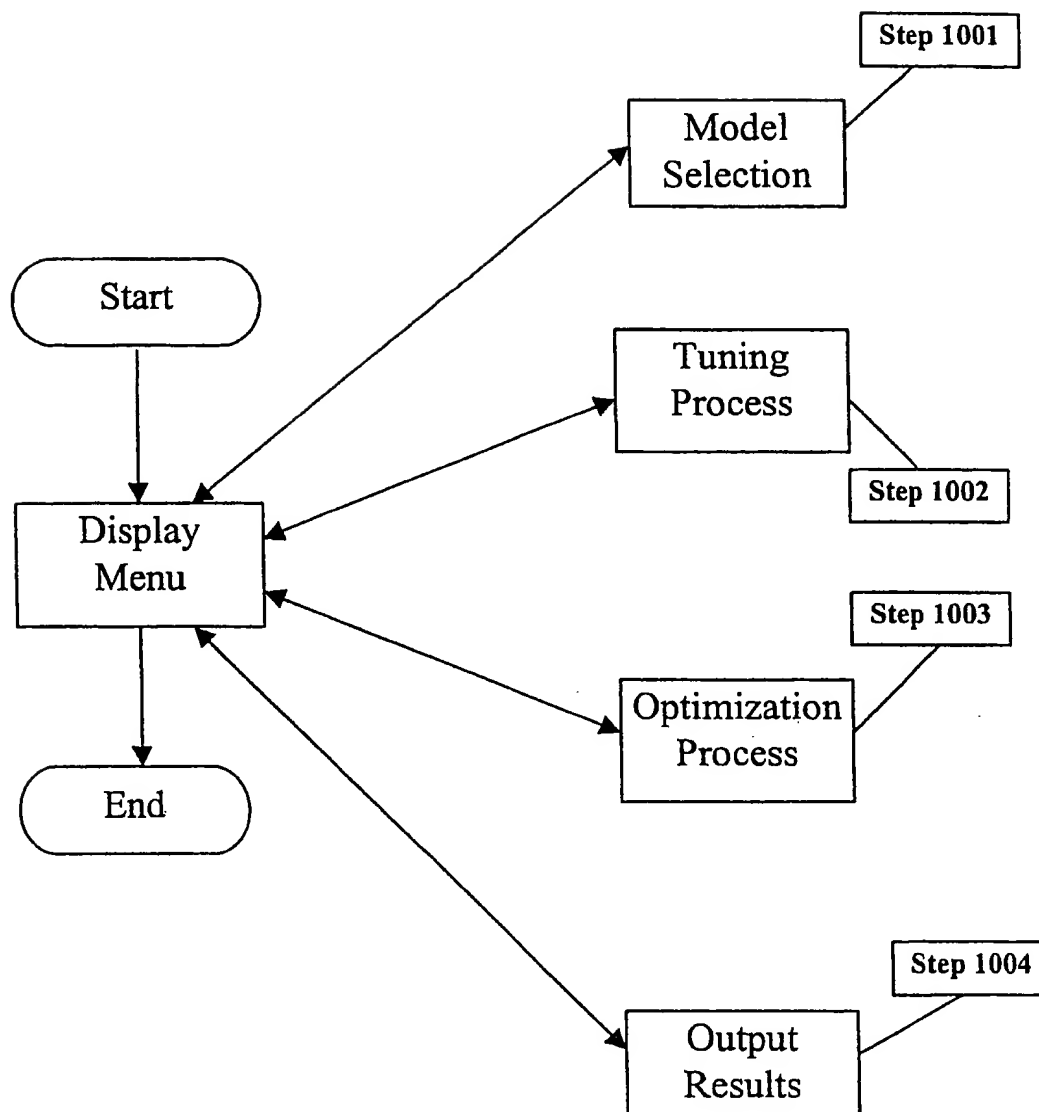 Step 1001
Model
Selection
Start
Tuning
Process
Step 1002
Display
Menu
Step 1003
Optimization
Process
End
Step 1004
Output
Results